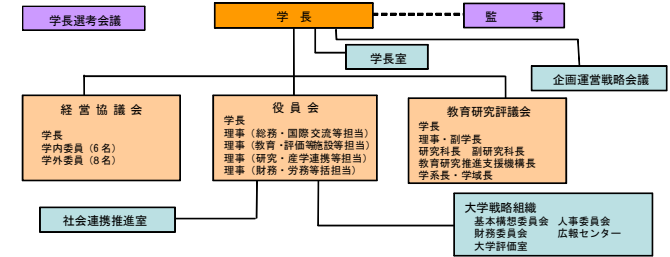 学長選考会議
学　長
監　事
学長室
企画運営戦略会議
経営協議会
学長
学内委員（６名）
学外委員（８名）
役員会
学長
理事（総務・国際交流等担当）
理事（教育・評価等施設等担当）
理事（研究・産学連携等担当）
理事（財務・労務等括担当）
教育研究評議会
学長
理事・副学長
研究科長　副研究科長
教育研究推進支援機構長
学系長・学域長
社会連携推進室
大学戦略組織
基本構想委員会　人事委員会
財務委員会　広報センター
大学評価室